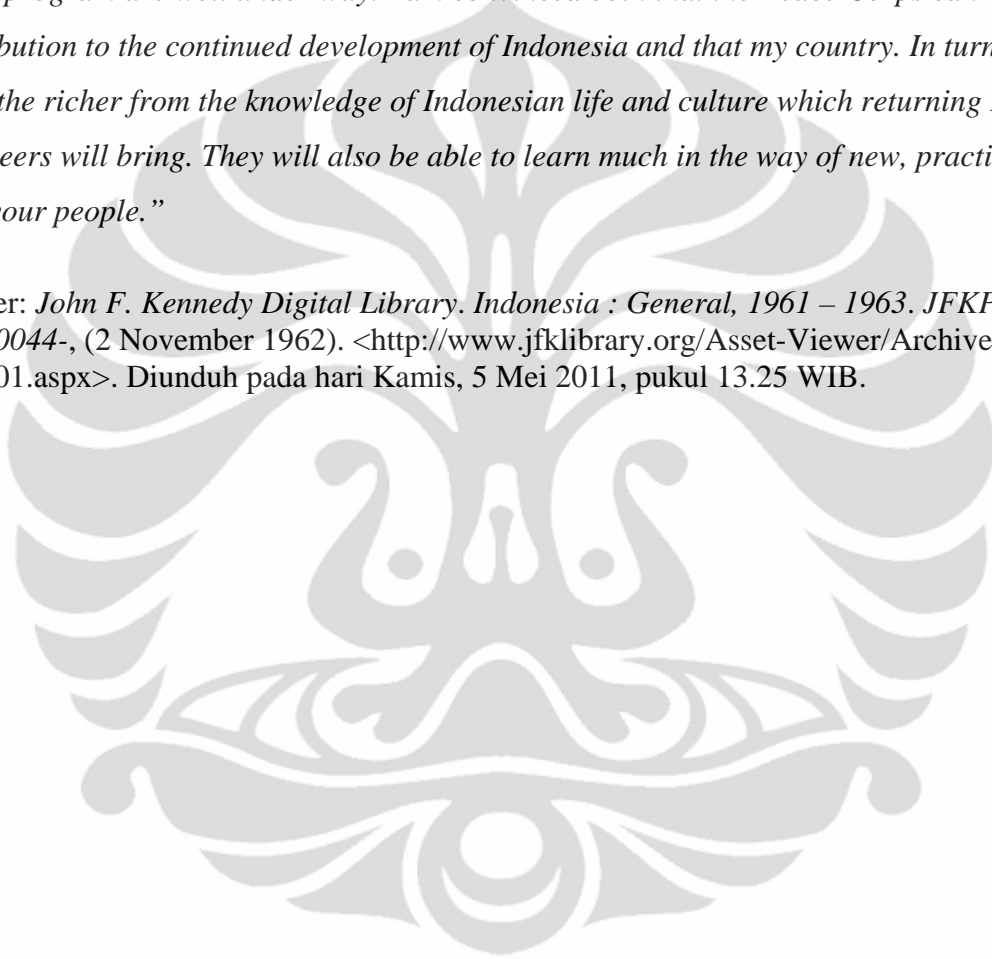 bution to the continued development of Indonesia and that my country. In turn
the richer from the knowledge of Indonesian life and culture which returning
eers will bring. They will also be able to learn much in the way of new, practi
your people.”
er: John F. Kennedy Digital Library. Indonesia : General, 1961 – 1963. JFKP
0044-, (2 November 1962). <http://www.jfklibrary.org/Asset-Viewer/Archive
01.aspx>. Diunduh pada hari Kamis, 5 Mei 2011, pukul 13.25 WIB.